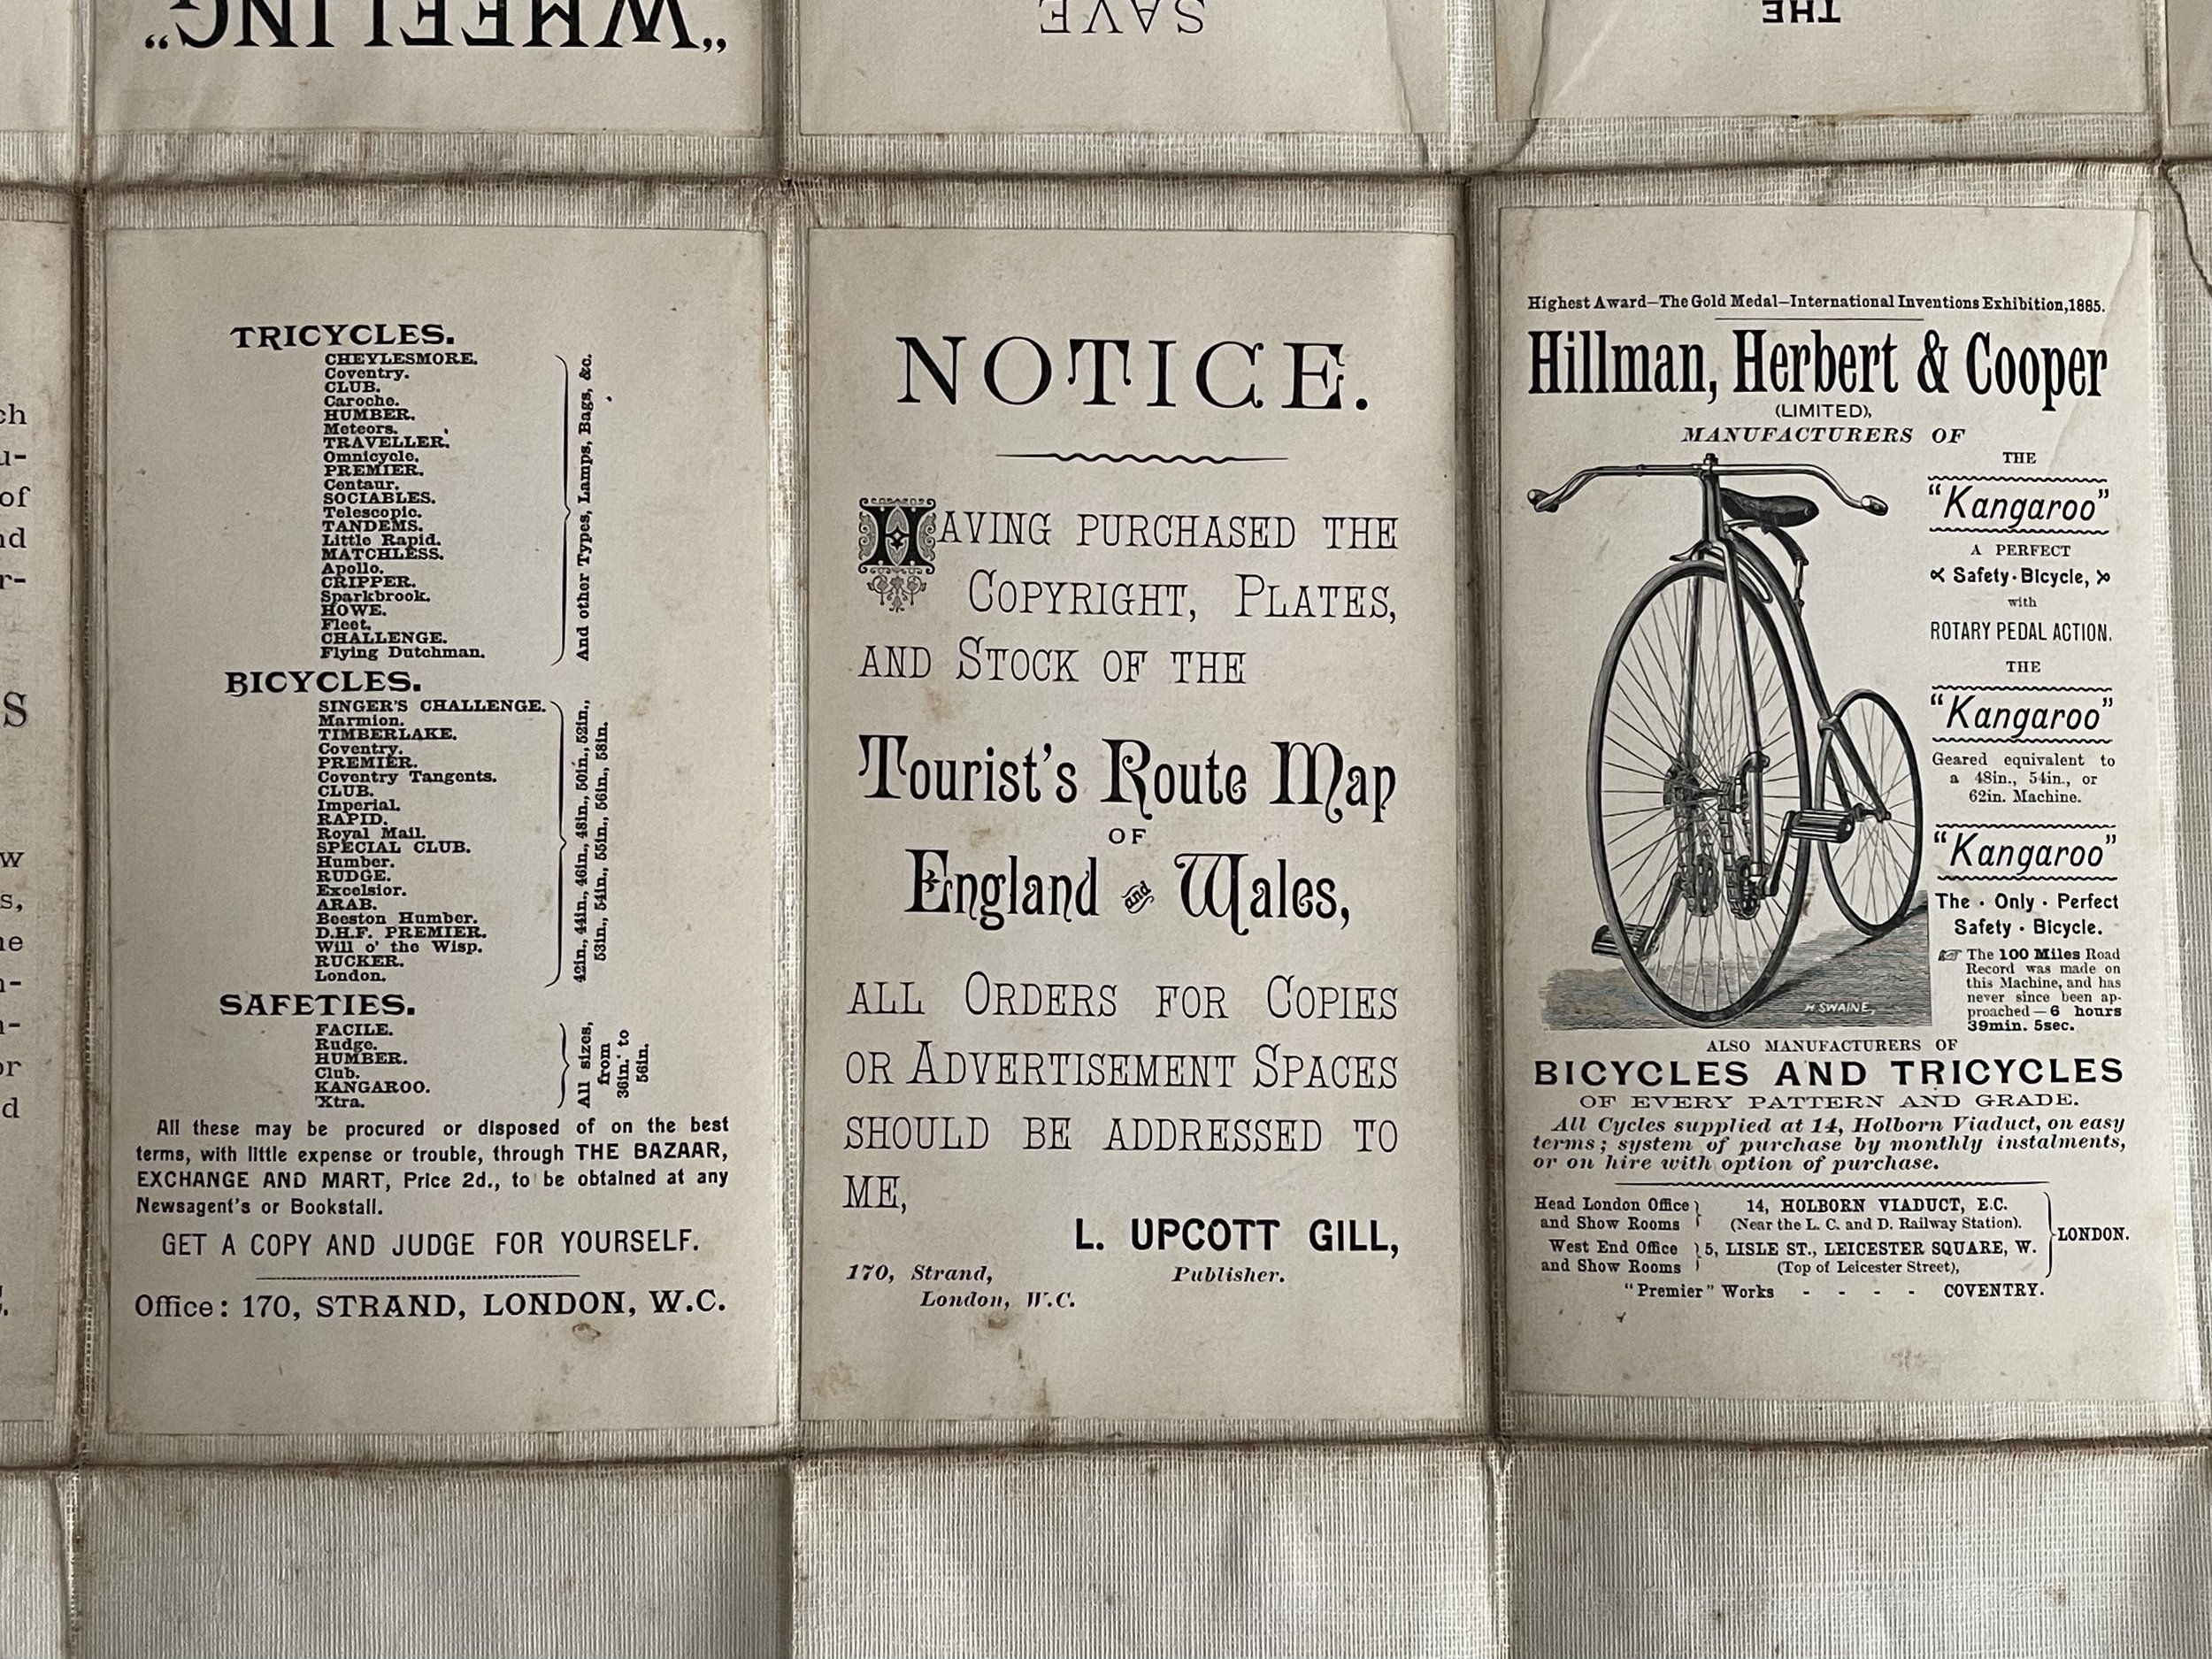 "WHEELING"
SAVE
THE
ch
u-
of
nd
r-
S
w
s,
ne
n-
n-
or
d
TRICYCLES.
CHEYLESMORE.
Coventry.
CLUB.
Caroche.
HUMBER.
Meteors.
TRAVELLER.
Omnicycle.
PREMIER.
Centaur.
SOCIABLES.
Telescopic.
TANDEMS.
Little Rapid.
MATCHLESS.
Apollo.
CRIPPER.
Sparkbrook.
HOWE.
Fleet.
CHALLENGE.
Flying Dutchman.
And other Types, Lamps, Bags, &c.
BICYCLES.
SINGER'S CHALLENGE.
Marmion.
TIMBERLAKE.
Coventry.
PREMIER.
Coventry Tangents.
CLUB.
Imperial.
RAPID.
Royal Mail.
SPECIAL CLUB.
Humber.
RUDGE.
Excelsior.
ARAB.
Beeston Humber.
D.H.F. PREMIER.
Will o' the Wisp.
RUCKER.
London.
42in., 44in., 46in., 48in., 50in., 52in.,
53in., 54in., 55in., 56in., 58in.
SAFETIES.
FACILE.
Rudge.
HUMBER.
Club.
KANGAROO.
'Xtra.
All sizes,
from
36in. to
56in.
All these may be procured or disposed of on the best
terms, with little expense or trouble, through THE BAZAAR,
EXCHANGE AND MART, Price 2d., to be obtained at any
Newsagent's or Bookstall.
GET A COPY AND JUDGE FOR YOURSELF.
Office: 170, STRAND, LONDON, W.C.
NOTICE.
HAVING PURCHASED THE
COPYRIGHT, PLATES,
AND STOCK OF THE
Tourist's Route Map
OF
England and Wales,
ALL ORDERS FOR COPIES
OR ADVERTISEMENT SPACES
SHOULD BE ADDRESSED TO
ME,
L. UPCOTT GILL,
170, Strand, Publisher.
London, W.C.
Highest Award—The Gold Medal—International Inventions Exhibition, 1885.
Hillman, Herbert & Cooper
(LIMITED),
MANUFACTURERS OF
THE
"Kangaroo"
A PERFECT
Safety·Bicycle,
with
ROTARY PEDAL ACTION.
THE
"Kangaroo"
Geared equivalent to
a 48in., 54in., or
62in. Machine.
"Kangaroo"
The · Only · Perfect
Safety · Bicycle.
The 100 Miles Road
Record was made on
this Machine, and has
never since been ap-
proached—6 hours
39min. 5sec.
H. SWAINE,
ALSO MANUFACTURERS OF
BICYCLES AND TRICYCLES
OF EVERY PATTERN AND GRADE.
All Cycles supplied at 14, Holborn Viaduct, on easy
terms; system of purchase by monthly instalments,
or on hire with option of purchase.
Head London Office 14, HOLBORN VIADUCT, E.C.
and Show Rooms (Near the L. C. and D. Railway Station).
West End Office 5, LISLE ST., LEICESTER SQUARE, W.
and Show Rooms (Top of Leicester Street),
LONDON.
"Premier" Works - - - - COVENTRY.